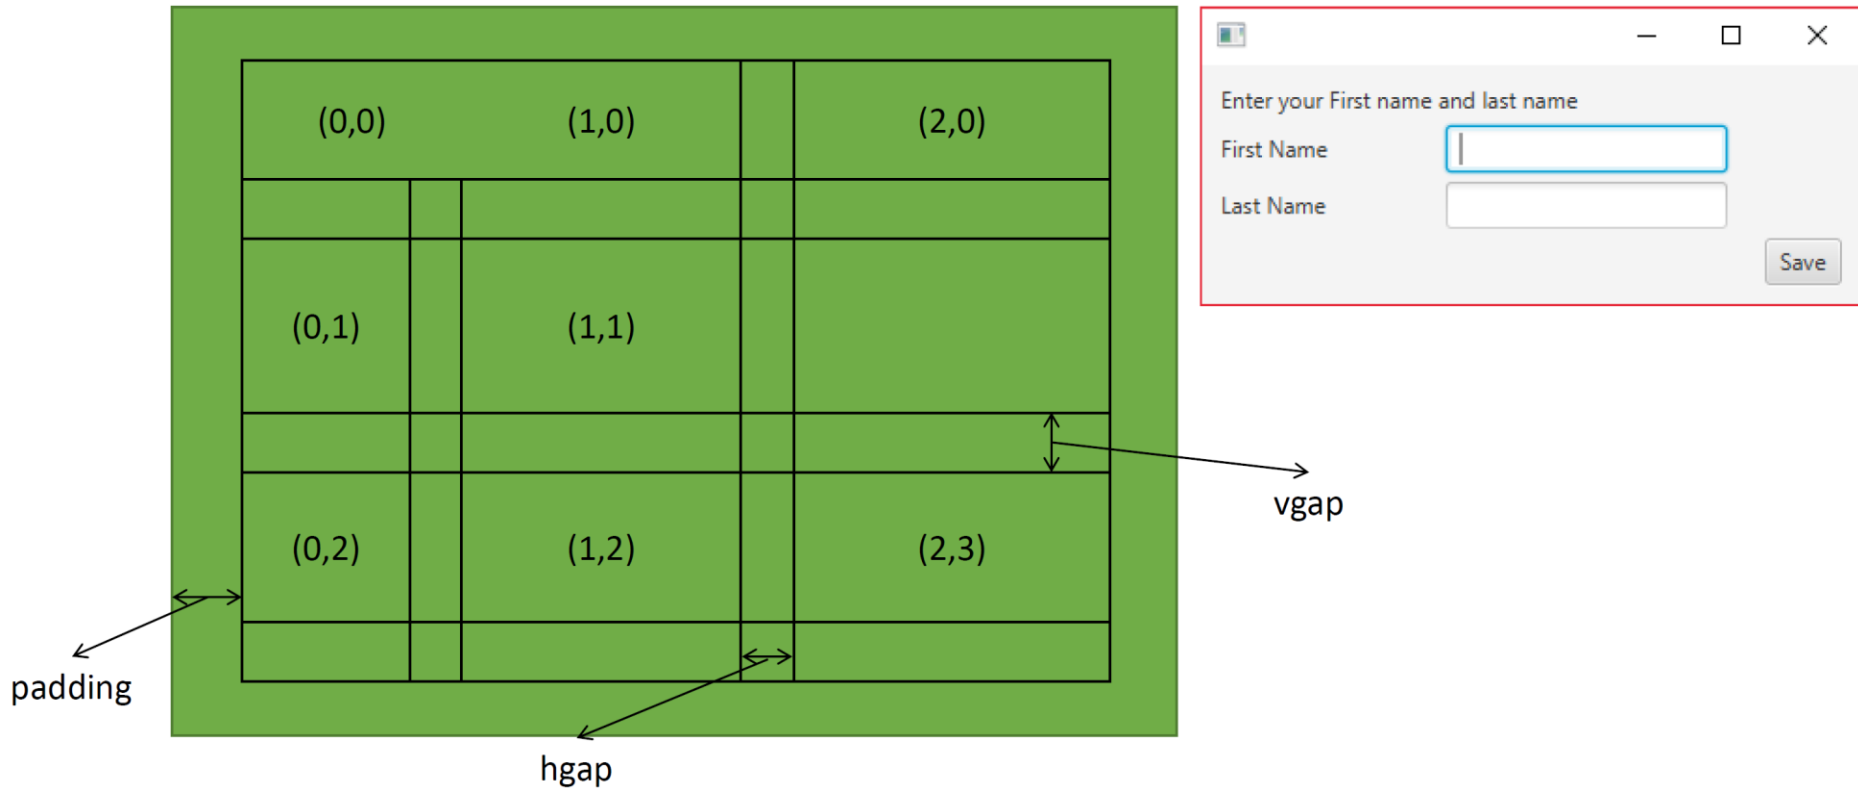 (0,0) (1,0) (2,0)
(0,1) (1,1)
(0,2) (1,2) (2,3)
padding
hgap
vgap
Enter your First name and last name
First Name
Last Name
Save